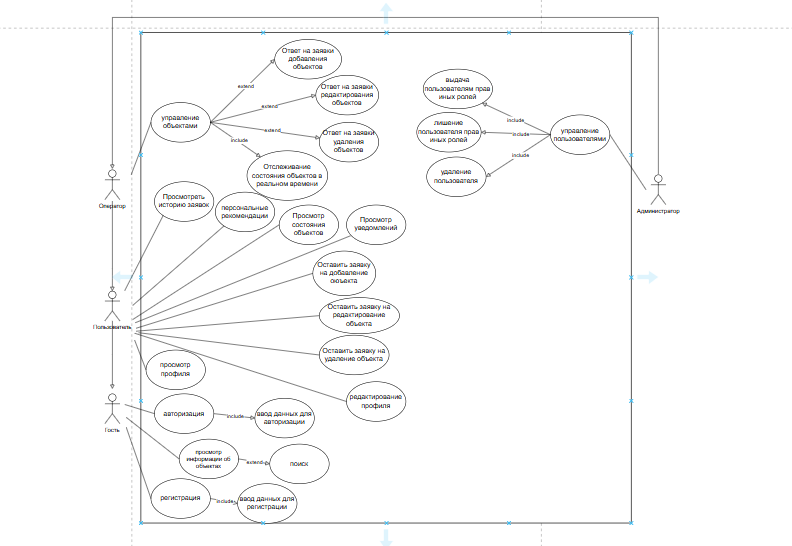 Ответ на заявки
добавления
объектов
extend
Ответ на заявки
редактирования
объектов
extend
управление
объектами
extend
Ответ на заявки
удаления
объектов
include
Отслеживание
состояния объектов в
реальном времени
выдача
пользователям прав
иных ролей
include
лишение
пользователя прав
иных ролей
include
управление
пользователями
include
удаление
пользователя
Оператор
Администратор
Просмотреть
историю заявок
персональные
рекомендации
Просмотр
состояния
объектов
Просмотр
уведомлений
Оставить заявку
на добавление
оюъекта
Пользователь
Оставить заявку на
редактирование
объекта
Оставить заявку на
удаление объекта
просмотр
профиля
редактирование
профиля
Гость
авторизация
include
ввод данных для
авторизации
просмотр
информации об
объектах
extend
поиск
регистрация
include
ввод данных для
регистрации